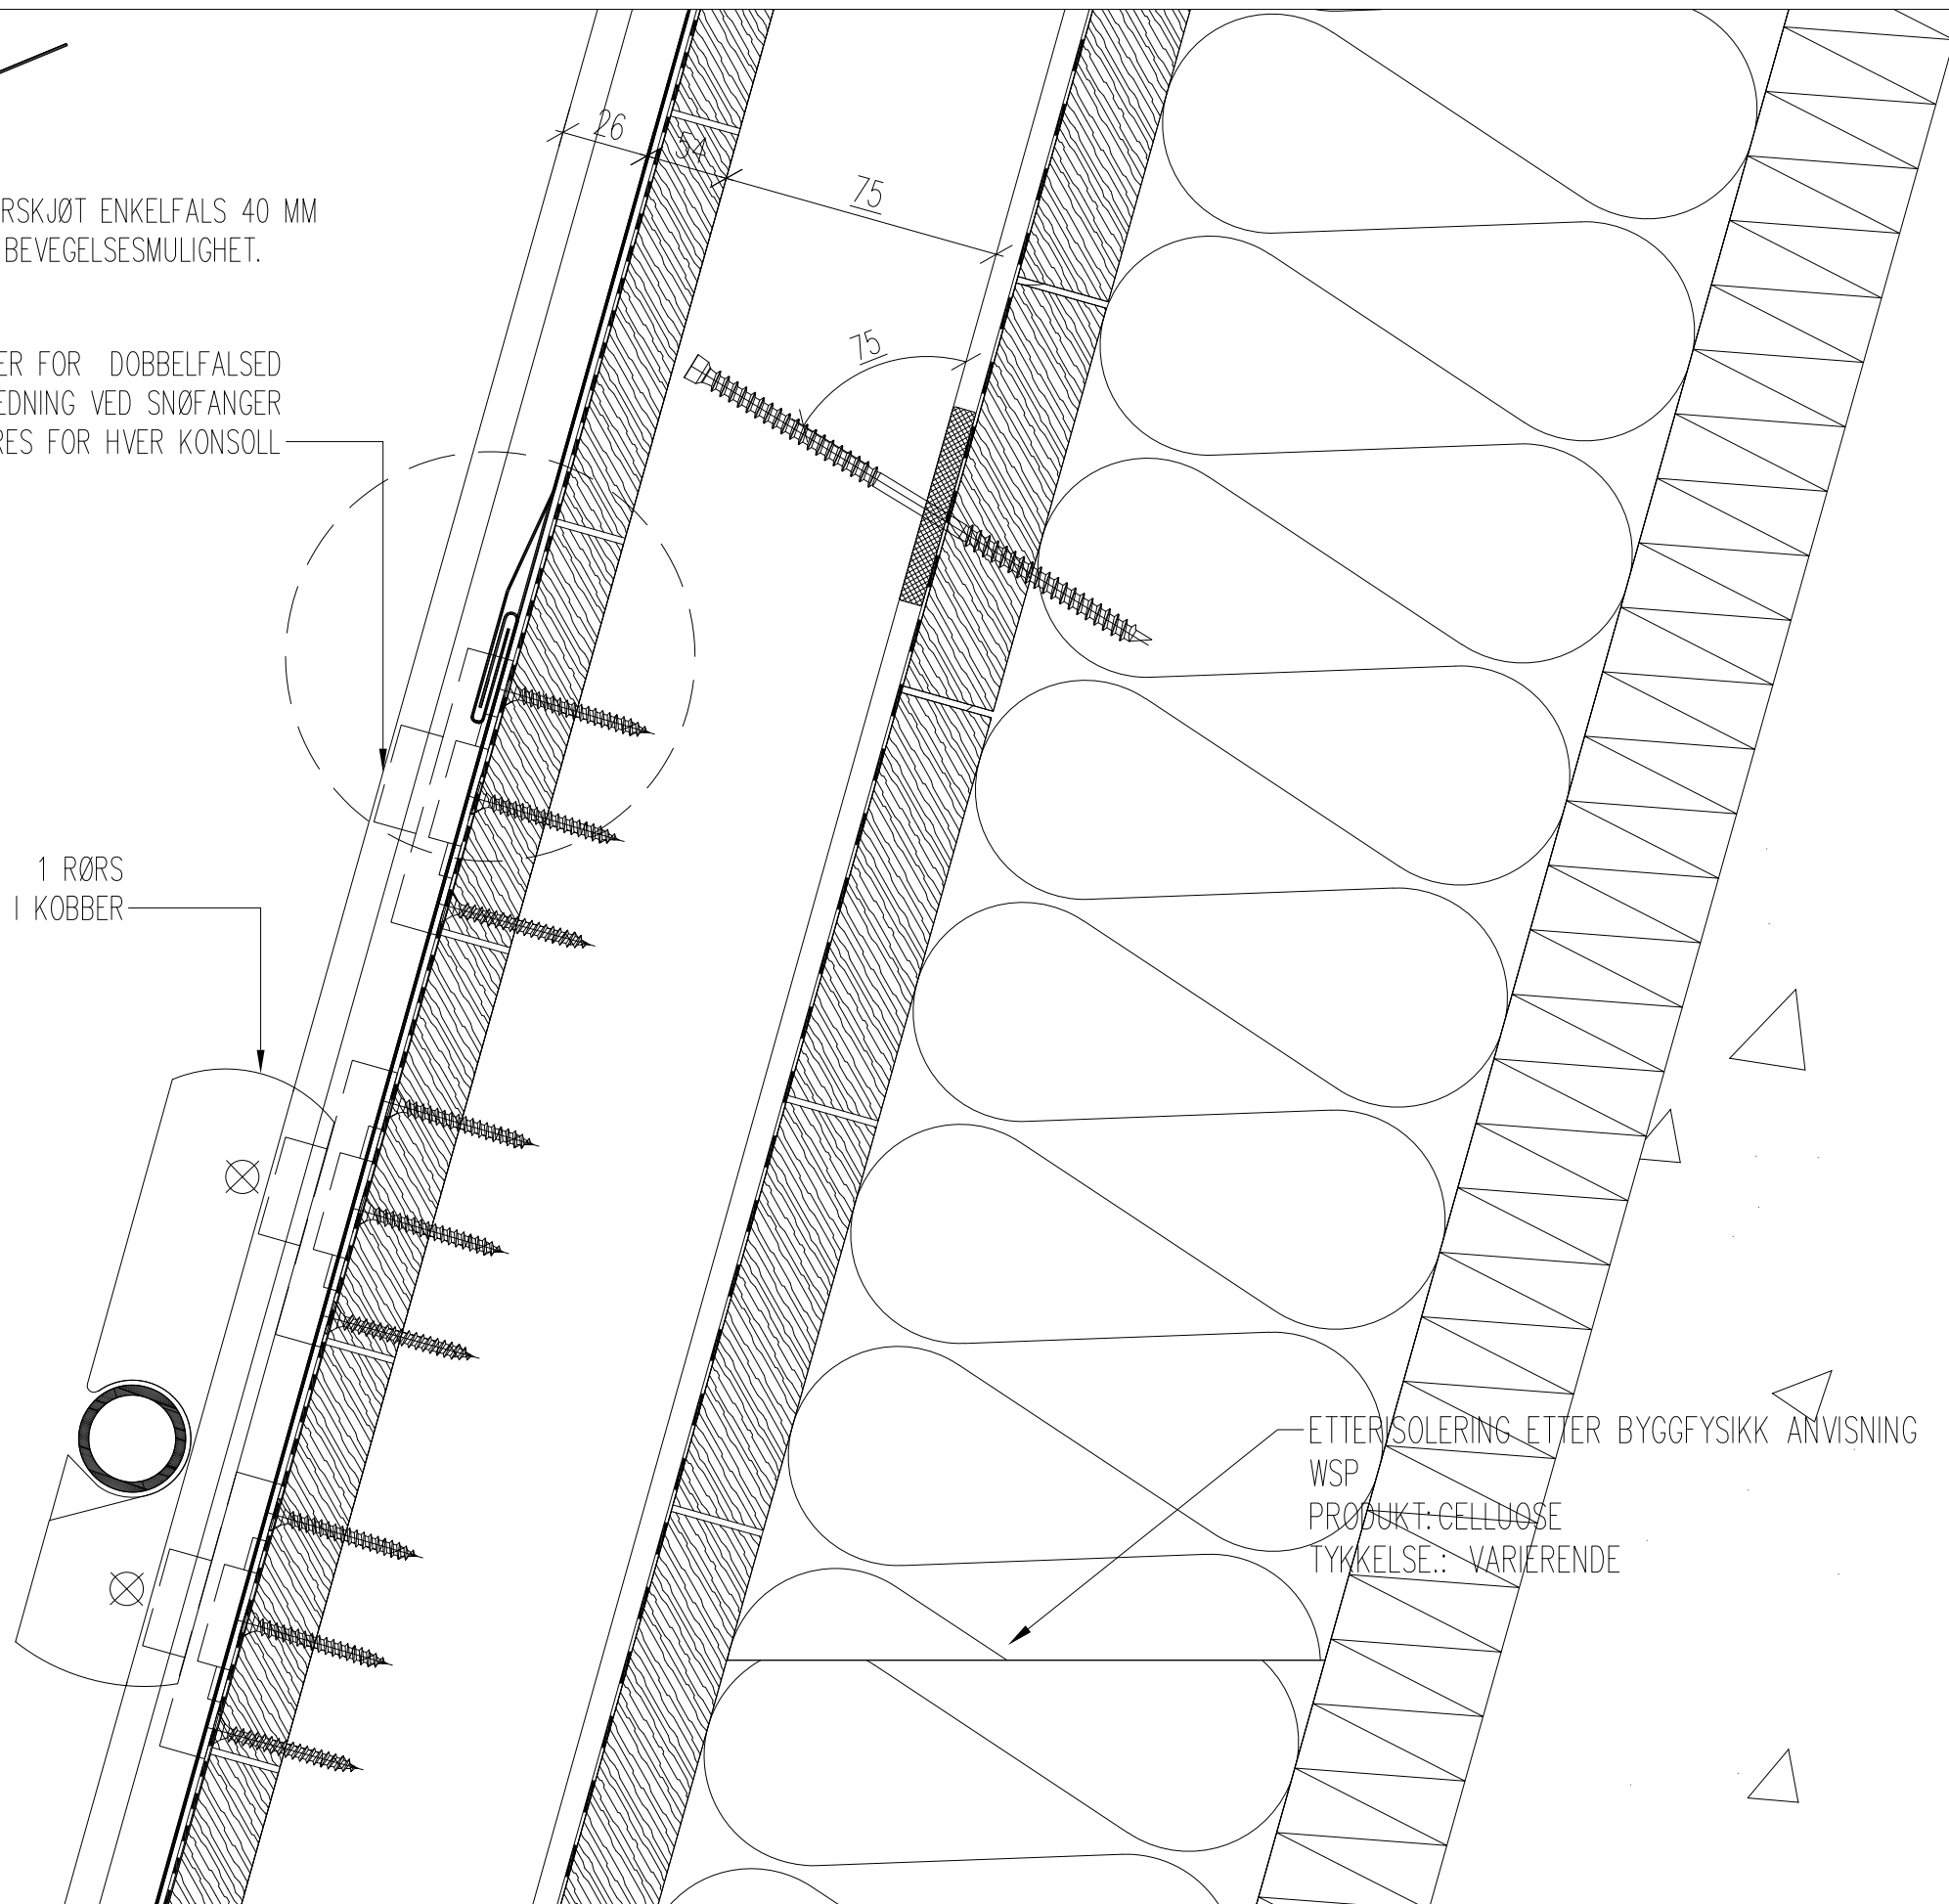 26
54
75
RSKJØT ENKELFALS 40 MM
BEVEGELSESMULIGHET.
75
ER FOR DOBBELFALSED
EDNING VED SNØFANGER
RES FOR HVER KONSOLL
1 RØRS
I KOBBER
ETTERISOLERING ETTER BYGGFYSIKK ANVISNING
WSP
PRODUKT: CELLUOSE
TYKKELSE.: VARIERENDE